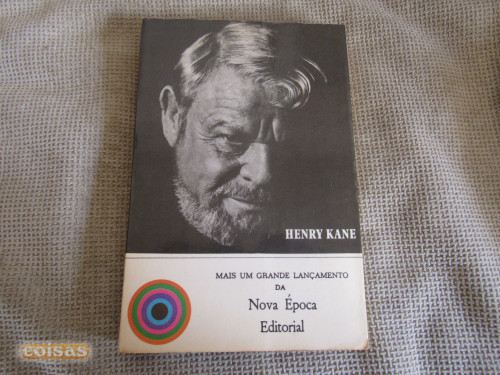 HENRY KANE
MAIS UM GRANDE LANÇAMENTO
DA
Nova Época
Editorial
coisas